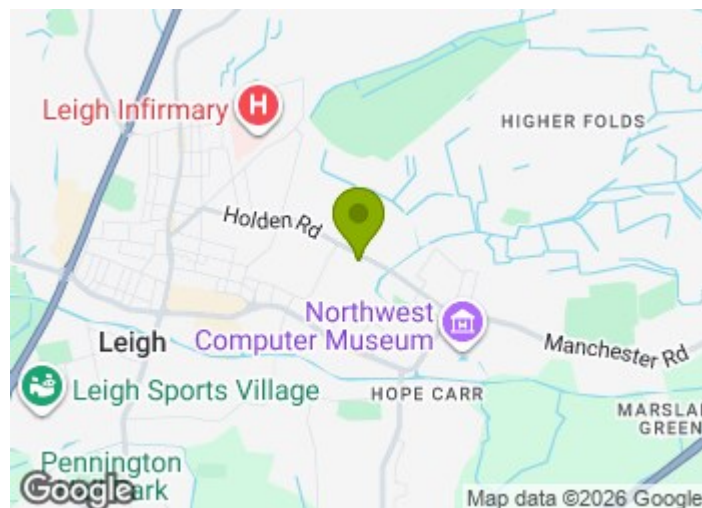 Leigh Infirmary
H
HIGHER FOLDS
Holden Rd
Northwest
Computer Museum
Manchester Rd
Leigh
Leigh Sports Village
HOPE CARR
MARSLA
GREEN
Pennington
ark
Google
Map data ©2026 Google